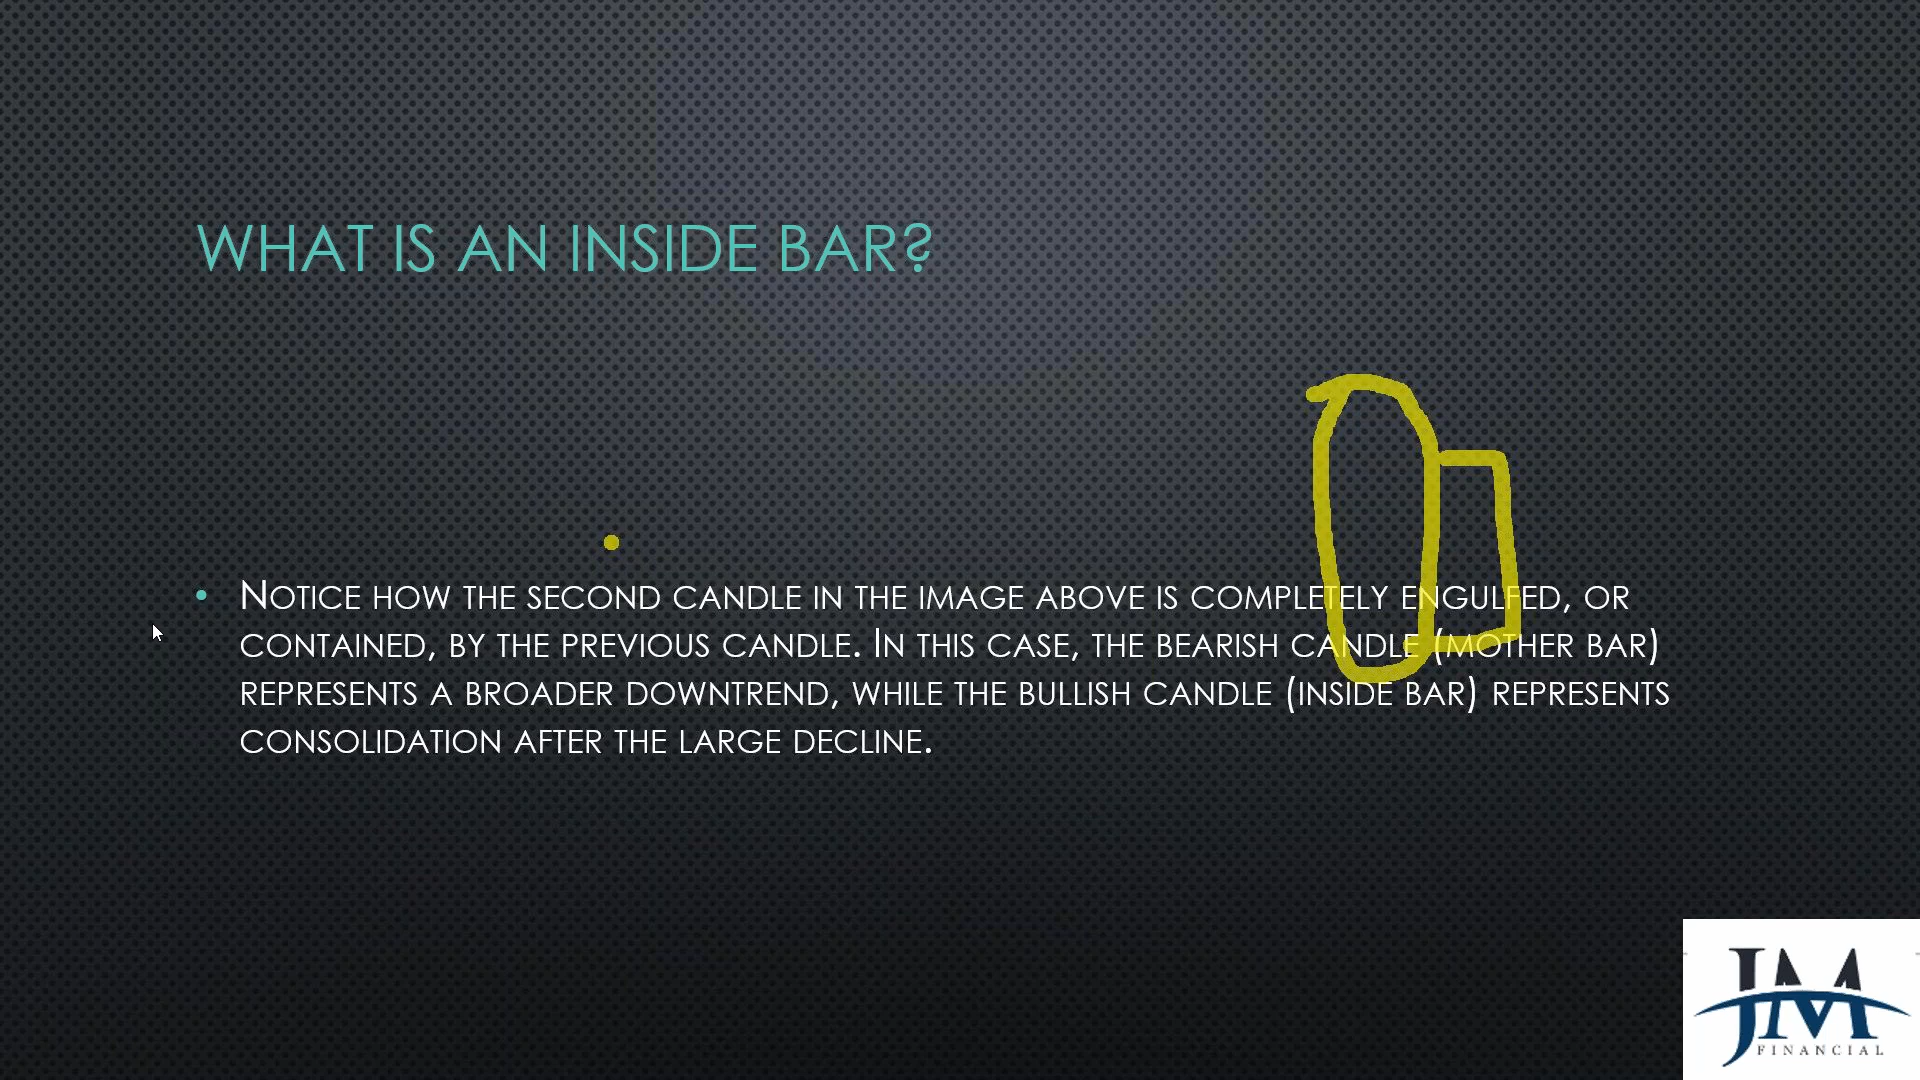 WHAT IS AN INSIDE BAR?
• NOTICE HOW THE SECOND CANDLE IN THE IMAGE ABOVE IS COMPLETELY ENGULFED, OR
CONTAINED, BY THE PREVIOUS CANDLE. IN THIS CASE, THE BEARISH CANDLE (MOTHER BAR)
REPRESENTS A BROADER DOWNTREND, WHILE THE BULLISH CANDLE (INSIDE BAR) REPRESENTS
CONSOLIDATION AFTER THE LARGE DECLINE.
JM
FINANCIAL